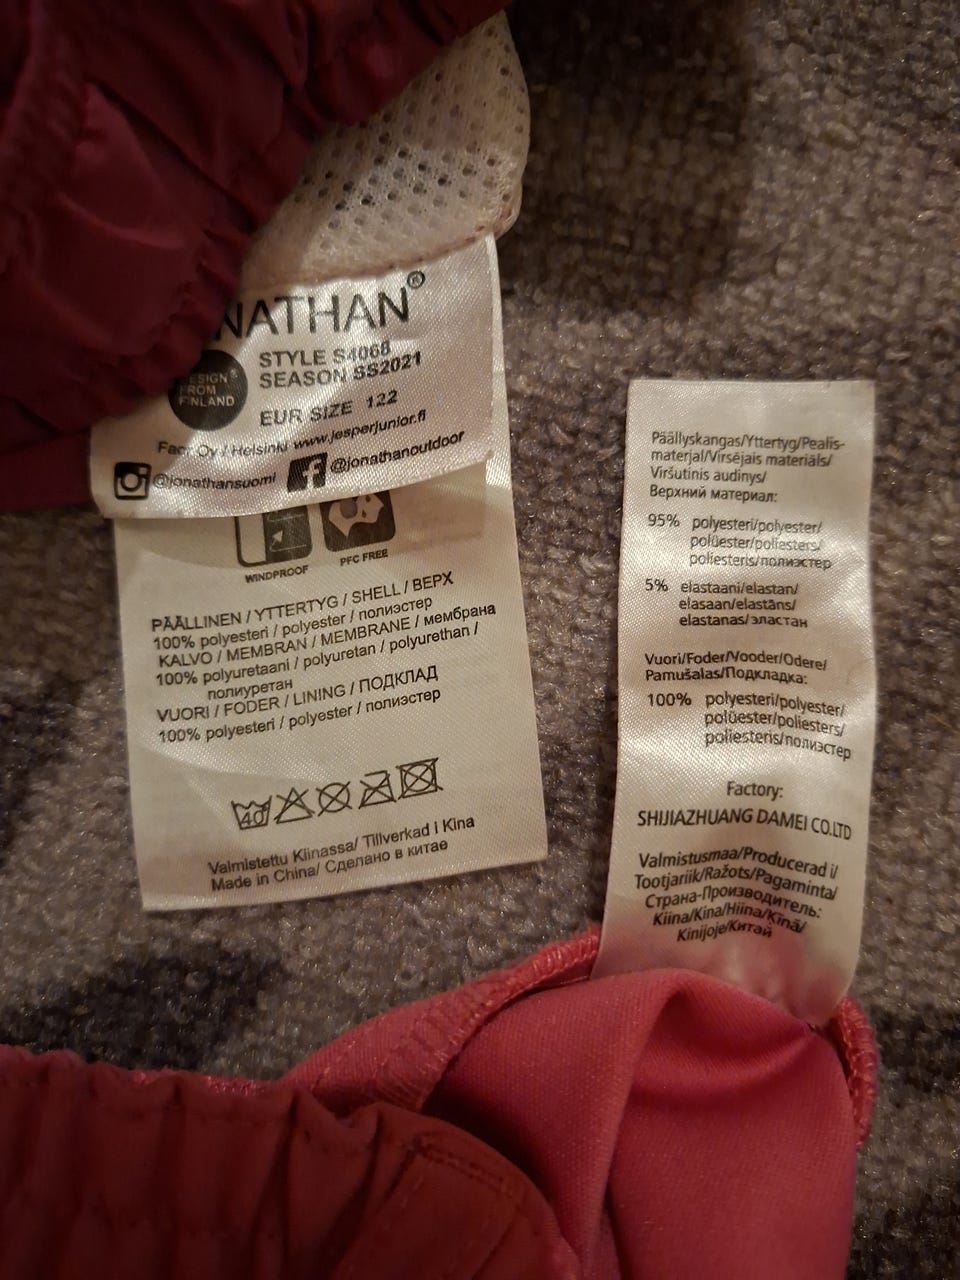 NATHAN®
STYLE S4068
SEASON SS2021
DESIGN®
FROM
FINLAND
EUR SIZE 122
Oy / Helsinki www.jesperjunior.fi
@jonathansuomi f @jonathanoutdoor
WINDPROOF
PFC FREE
PÄÄLLINEN / YTTERTYG / SHELL / ВЕРХ
100% polyesteri / polyester / полиэстер
KALVO / MEMBRAN / MEMBRANE / мембрана
100% polyuretaani / polyuretan / polyurethan /
полиуретан
VUORI / FODER / LINING / ПОДКЛАД
100% polyesteri / polyester / полиэстер
40
Valmistettu Kiinassa/ Tillverkad i Kina
Made in China/ Сделано в китае
Päällyskangas/Yttertyg/Pealis-
materjal/Virsējais materiāls/
Viršutinis audinys/
Верхний материал:
95% polyesteri/polyester/
polüester/poliesters/
poliesteris/полиэстер
5% elastaani/elastan/
elasaan/elastāns/
elastanas/эластан
Vuori/Foder/Vooder/Odere/
Pamušalas/Подкладка:
100% polyesteri/polyester/
polüester/poliesters/
poliesteris/полиэстер
Factory:
SHIJIAZHUANG DAMEI CO.LTD
Valmistusmaa/Producerad i/
Tootjariik/Ražots/Pagaminta/
Страна-Производитель:
Kiina/Kina/Hiina/Ķīnā/
Kinijoje/Китай